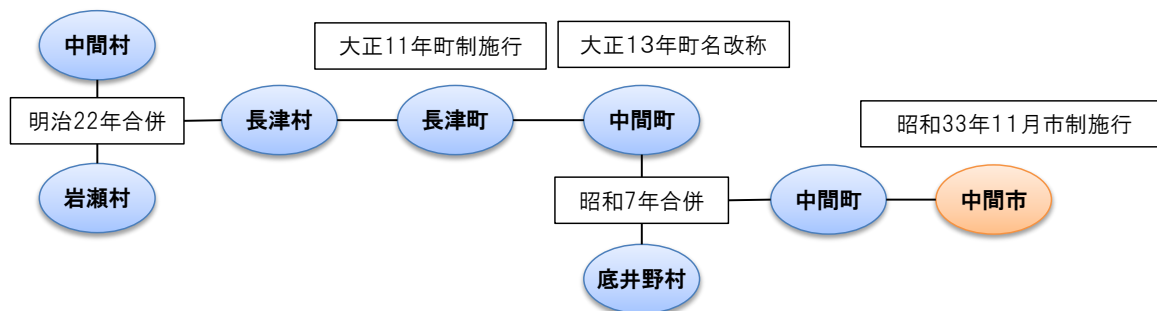 中間村
大正11年町制施行
大正13年町名改称
明治22年合併
長津村
長津町
中間町
昭和33年11月市制施行
岩瀬村
昭和7年合併
中間町
中間市
底井野村